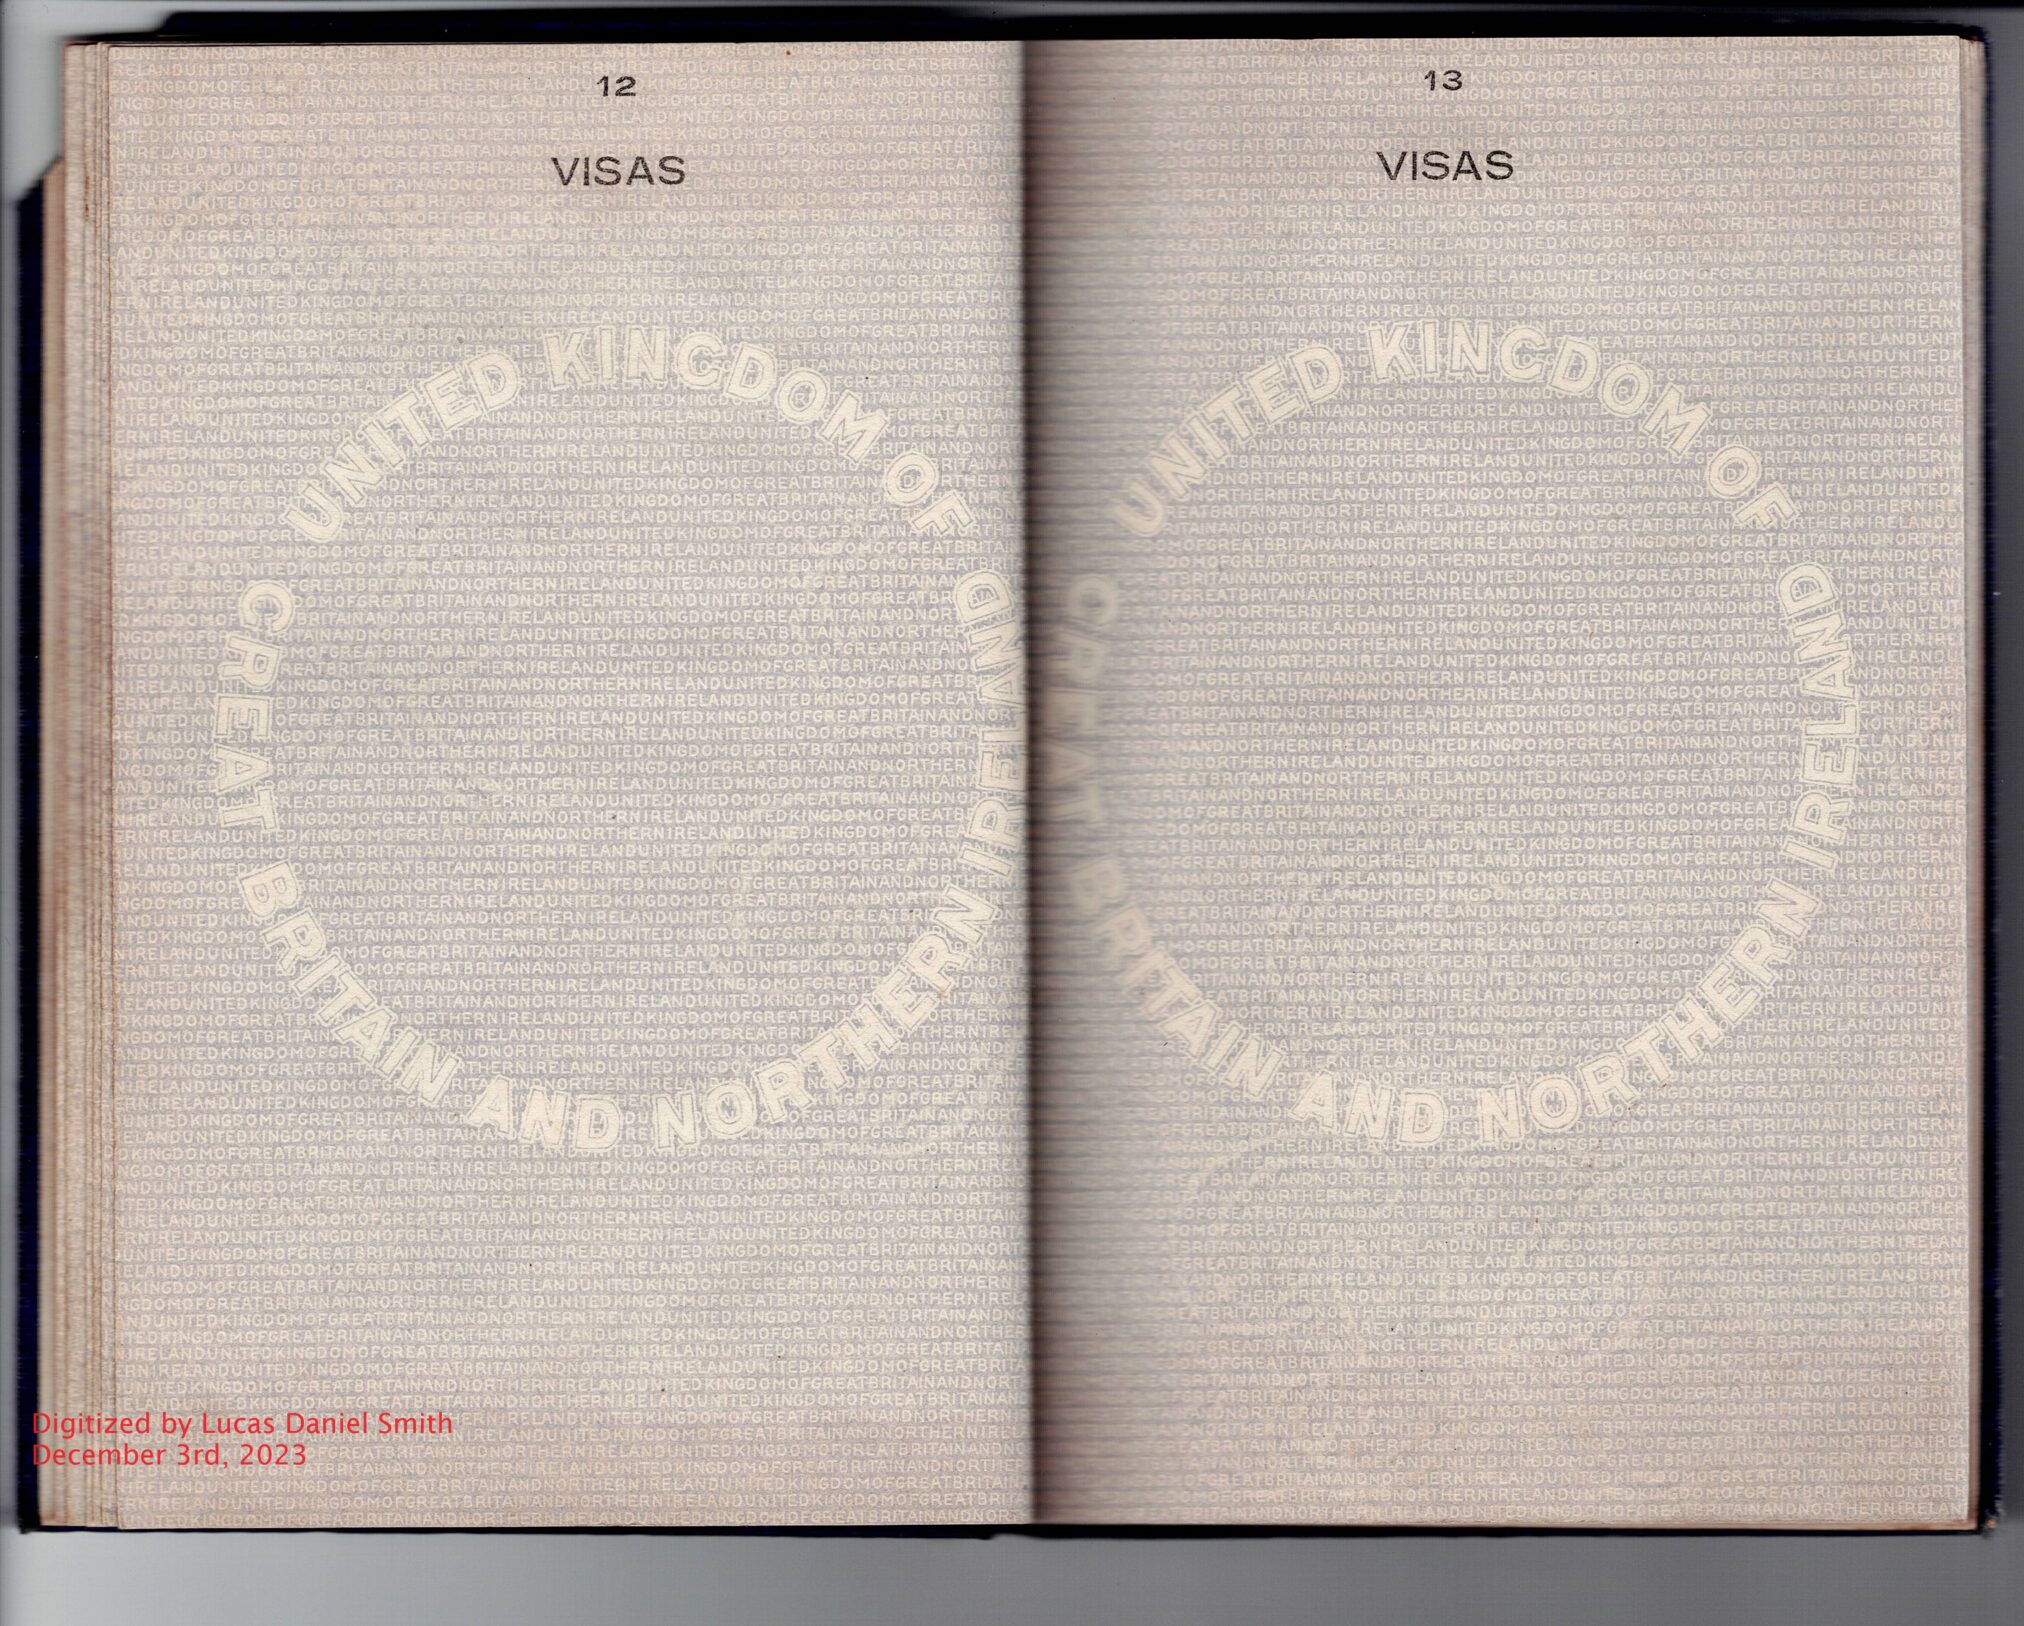 12
VISAS
UNITED KINGDOM OF
GREAT BRITAIN AND NORTHERN IRELAND
13
VISAS
UNITED KINGDOM OF
GREAT BRITAIN AND NORTHERN IRELAND
Digitized by Lucas Daniel Smith
December 3rd, 2023